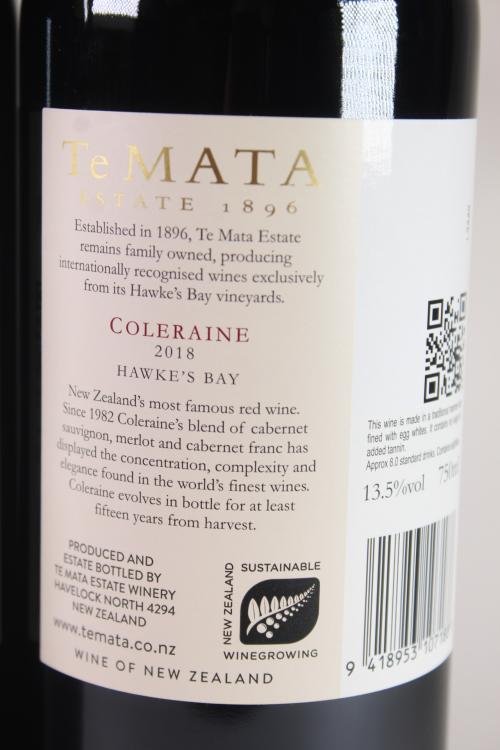 Te MATA
ESTATE 1896
Established in 1896, Te Mata Estate
remains family owned, producing
internationally recognised wines exclusively
from its Hawke's Bay vineyards.
COLERAINE
2018
HAWKE'S BAY
New Zealand's most famous red wine.
Since 1982 Coleraine's blend of cabernet
sauvignon, merlot and cabernet franc has
displayed the concentration, complexity and
elegance found in the world's finest wines.
Coleraine evolves in bottle for at least
fifteen years from harvest.
PRODUCED AND
ESTATE BOTTLED BY
TE MATA ESTATE WINERY
HAVELOCK NORTH 4294
NEW ZEALAND
www.temata.co.nz
WINE OF NEW ZEALAND
SUSTAINABLE
NEW ZEALAND
WINEGROWING
This wine is made in a traditional
fined with egg whites. It contains
added tannin.
Approx 8.0 standard drinks. Contains
13.5%vol 750ml
9 418953